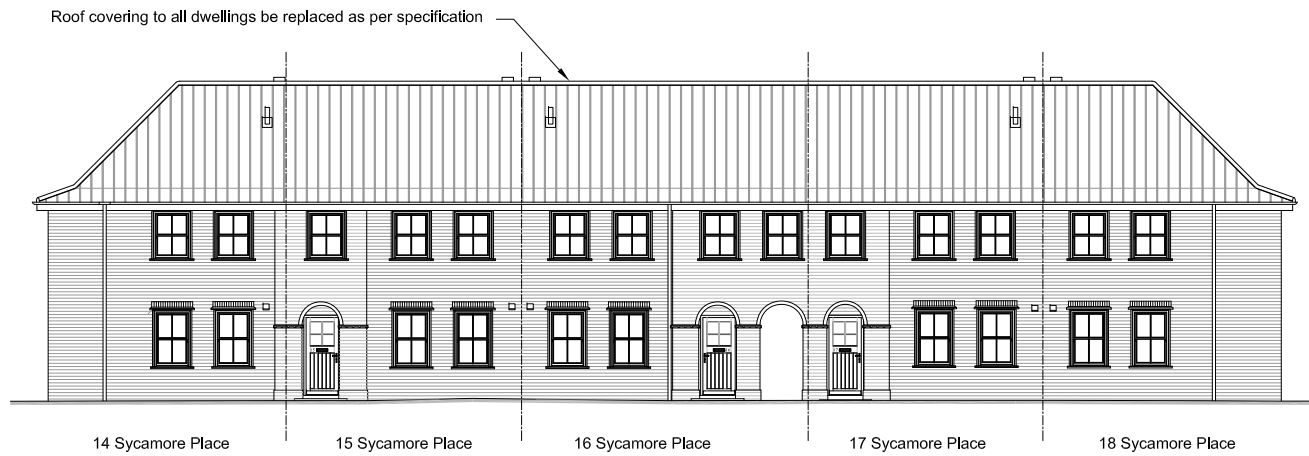 Roof covering to all dwellings be replaced as per specification
14 Sycamore Place
15 Sycamore Place
16 Sycamore Place
17 Sycamore Place
18 Sycamore Place